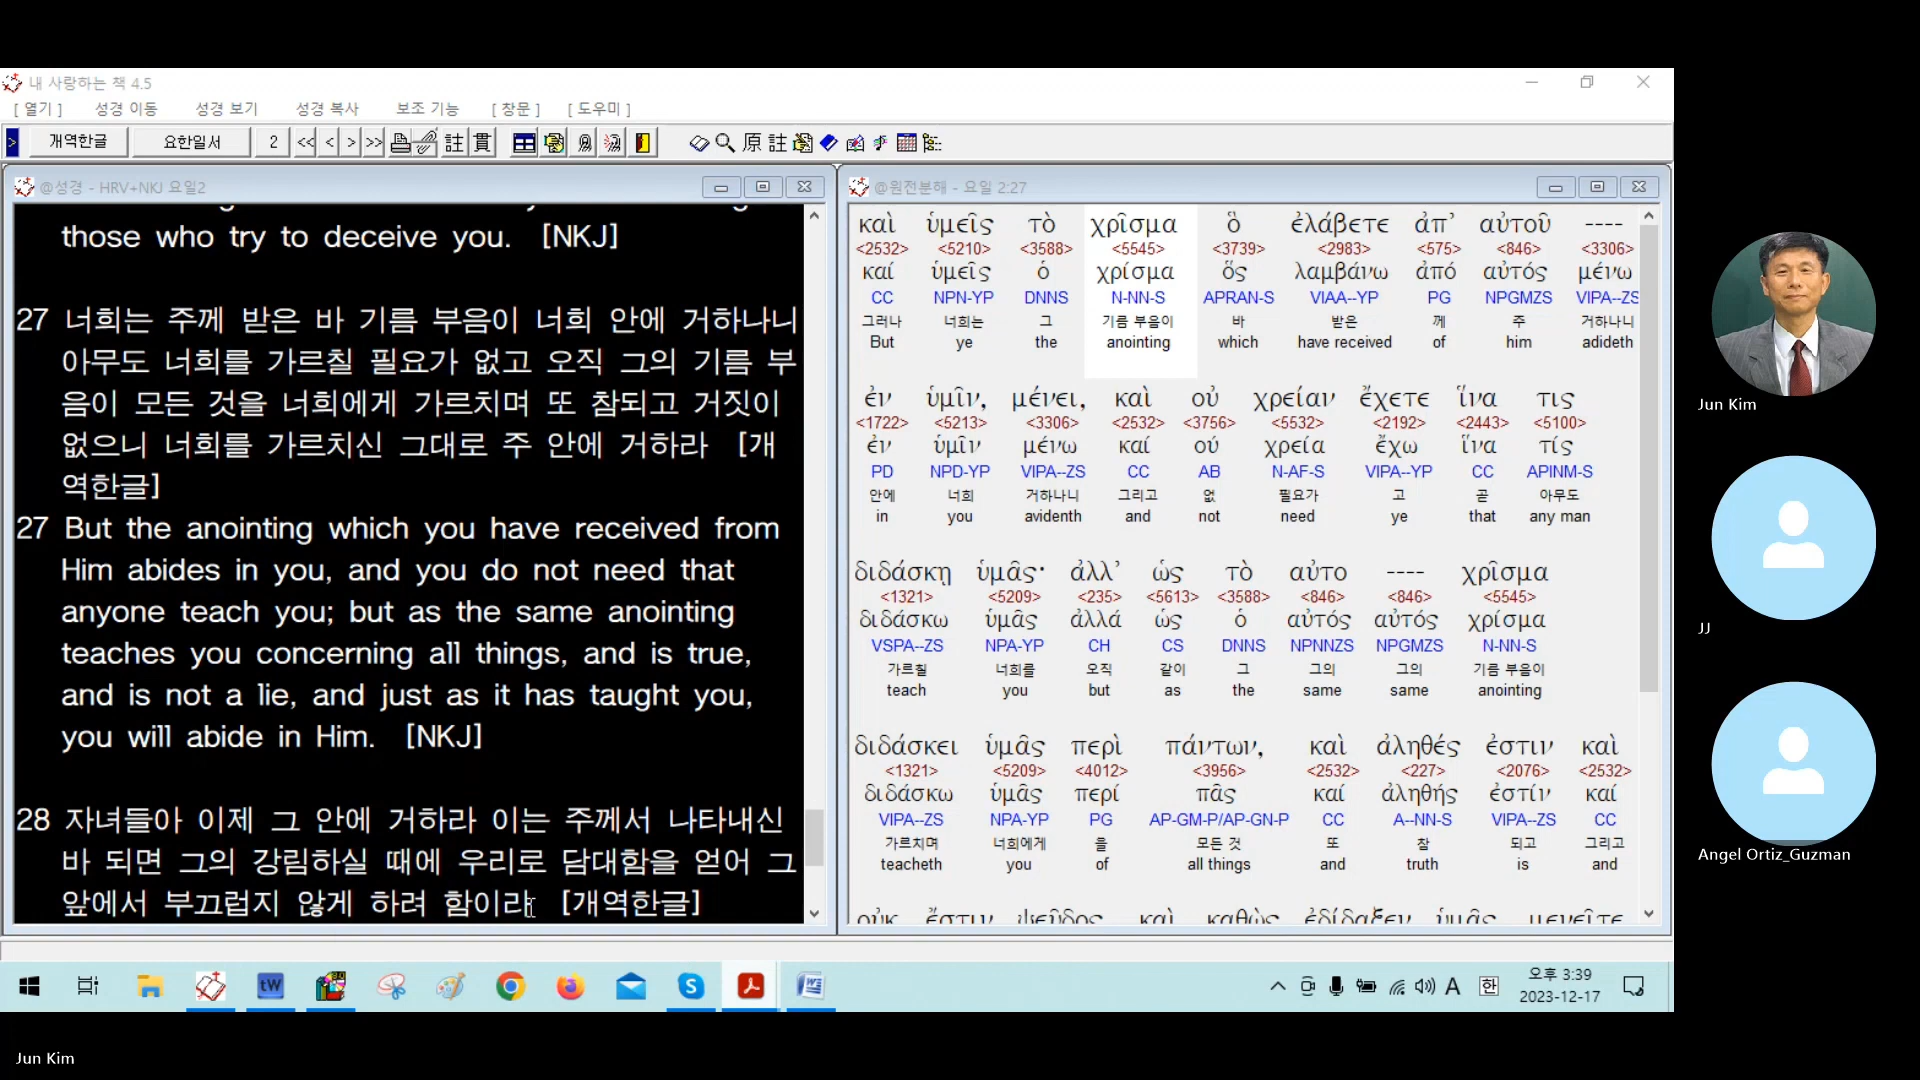 내 사랑하는 책 4.5
[ 열기 ] 성경 이동 성경 보기 성경 복사 보조 기능 [ 창문 ] [ 도우미 ]
> 개역한글 요한일서 2 << < > >> 註 貫 原 註
@성경 - HRV+NKJ 요일2
those who try to deceive you. [NKJ]
27 너희는 주께 받은 바 기름 부음이 너희 안에 거하나니
아무도 너희를 가르칠 필요가 없고 오직 그의 기름 부
음이 모든 것을 너희에게 가르치며 또 참되고 거짓이
없으니 너희를 가르치신 그대로 주 안에 거하라 [개
역한글]
27 But the anointing which you have received from
Him abides in you, and you do not need that
anyone teach you; but as the same anointing
teaches you concerning all things, and is true,
and is not a lie, and just as it has taught you,
you will abide in Him. [NKJ]
28 자녀들아 이제 그 안에 거하라 이는 주께서 나타내신
바 되면 그의 강림하실 때에 우리로 담대함을 얻어 그
앞에서 부끄럽지 않게 하려 함이라 [개역한글]
@원전분해 - 요일 2:27
καὶ ὑμεῖς τὸ χρῖσμα ὃ ἐλάβετε ἀπ' αὐτοῦ ----
<2532> <5210> <3588> <5545> <3739> <2983> <575> <846> <3306>
καί ὑμεῖς ὁ χρίσμα ὅς λαμβάνω ἀπό αὐτός μένω
CC NPN-YP DNNS N-NN-S APRAN-S VIAA--YP PG NPGMZS VIPA--ZS
그러나 너희는 그 기름 부음이 바 받은 께 주 거하나니
But ye the anointing which have received of him adideth
ἐν ὑμῖν, μένει, καὶ οὐ χρείαν ἔχετε ἵνα τις
<1722> <5213> <3306> <2532> <3756> <5532> <2192> <2443> <5100>
ἐν ὑμῖν μένω καί οὐ χρεία ἔχω ἵνα τίς
PD NPD-YP VIPA--ZS CC AB N-AF-S VIPA--YP CC APINM-S
안에 너희 거하나니 그리고 없 필요가 고 곧 아무도
in you avidenth and not need ye that any man
διδάσκῃ ὑμᾶς· ἀλλ' ὡς τὸ αὐτο ---- χρῖσμα
<1321> <5209> <235> <5613> <3588> <846> <846> <5545>
διδάσκω ὑμᾶς ἀλλά ὡς ὁ αὐτός αὐτός χρίσμα
VSPA--ZS NPA-YP CH CS DNNS NPNNZS NPGMZS N-NN-S
가르칠 너희를 오직 같이 그 그의 그의 기름 부음이
teach you but as the same same anointing
διδάσκει ὑμᾶς περὶ πάντων, καὶ ἀληθές ἐστιν καὶ
<1321> <5209> <4012> <3956> <2532> <227> <2076> <2532>
διδάσκω ὑμᾶς περί πᾶς καί ἀληθής ἐστίν καί
VIPA--ZS NPA-YP PG AP-GM-P/AP-GN-P CC A--NN-S VIPA--ZS CC
가르치며 너희에게 을 모든 것 또 참 되고 그리고
teacheth you of all things and truth is and
οὐκ ἔστιν ψεῦδος καὶ καθὼς ἐδίδαξεν ὑμᾶς μενεῖτε
Jun Kim
JJ
Angel Ortiz_Guzman
tW S W A 한
오후 3:39
2023-12-17
Jun Kim